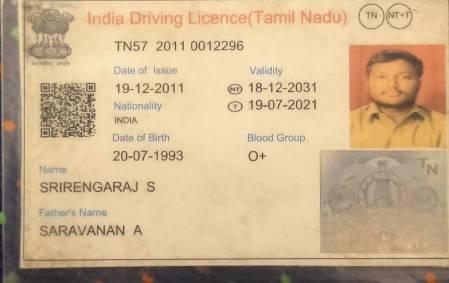 India Driving Licence(Tamil Nadu) TN NT+T
TN57 2011 0012296
Date of Issue Validity
19-12-2011 NT 18-12-2031
Nationality T 19-07-2021
INDIA
Date of Birth Blood Group
20-07-1993 O+
Name
SRIRENGARAJ S
Father's Name
SARAVANAN A
TN